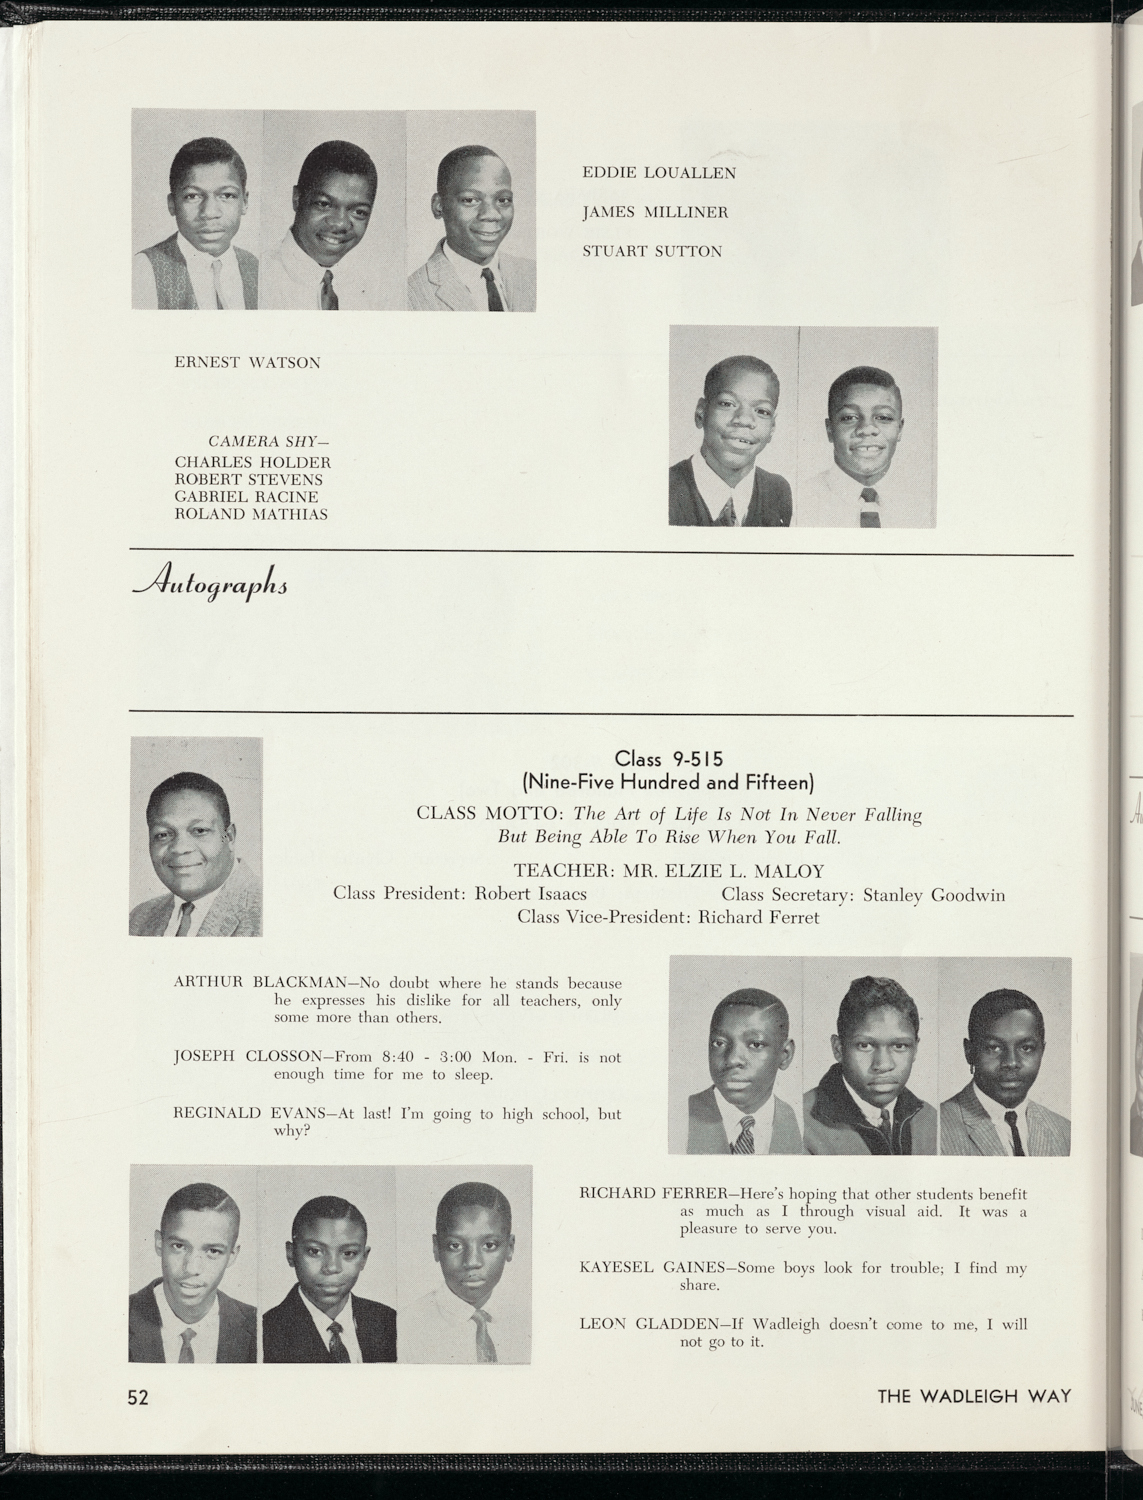 EDDIE LOUALLEN
JAMES MILLINER
STUART SUTTON
ERNEST WATSON
CAMERA SHY—
CHARLES HOLDER
ROBERT STEVENS
GABRIEL RACINE
ROLAND MATHIAS
Autographs
Class 9-515
(Nine-Five Hundred and Fifteen)
CLASS MOTTO: The Art of Life Is Not In Never Falling
But Being Able To Rise When You Fall.
TEACHER: MR. ELZIE L. MALOY
Class President: Robert Isaacs Class Secretary: Stanley Goodwin
Class Vice-President: Richard Ferret
ARTHUR BLACKMAN—No doubt where he stands because
he expresses his dislike for all teachers, only
some more than others.
JOSEPH CLOSSON—From 8:40 - 3:00 Mon. - Fri. is not
enough time for me to sleep.
REGINALD EVANS—At last! I'm going to high school, but
why?
RICHARD FERRER—Here's hoping that other students benefit
as much as I through visual aid. It was a
pleasure to serve you.
KAYESEL GAINES—Some boys look for trouble; I find my
share.
LEON GLADDEN—If Wadleigh doesn't come to me, I will
not go to it.
52
THE WADLEIGH WAY